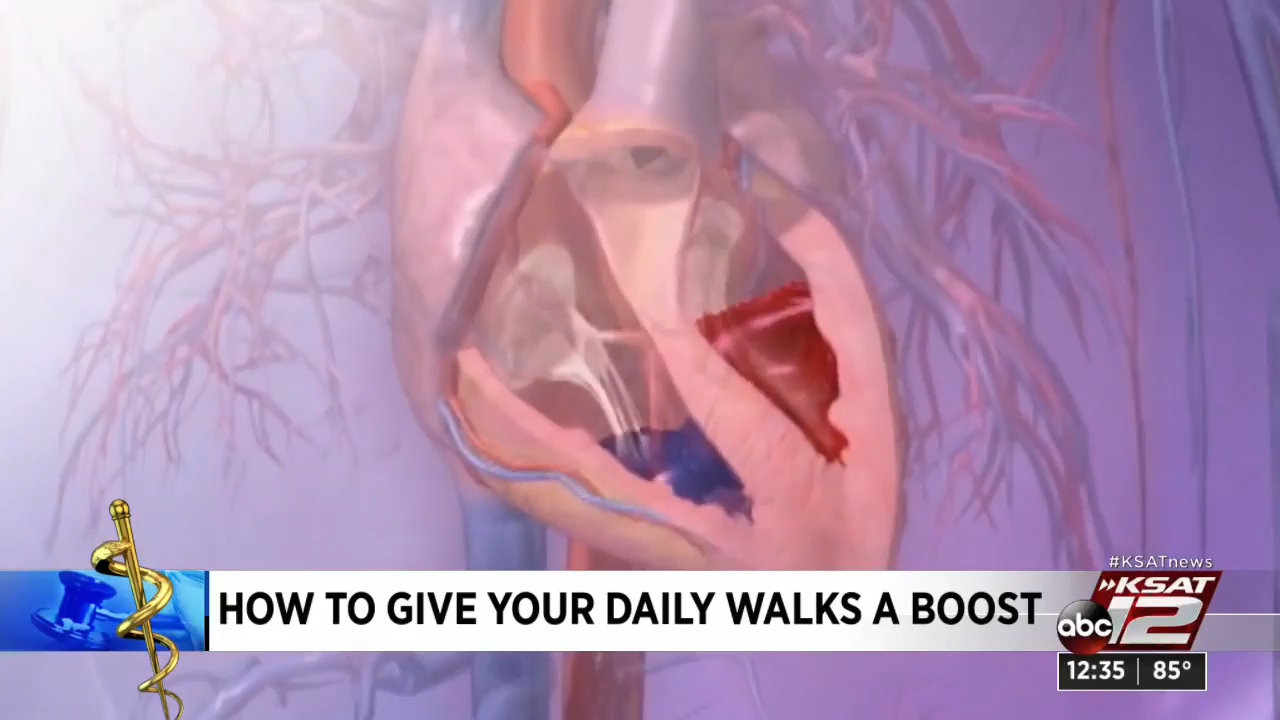 HOW TO GIVE YOUR DAILY WALKS A BOOST
#KSATnews
KSAT
abc 12
12:35 85°